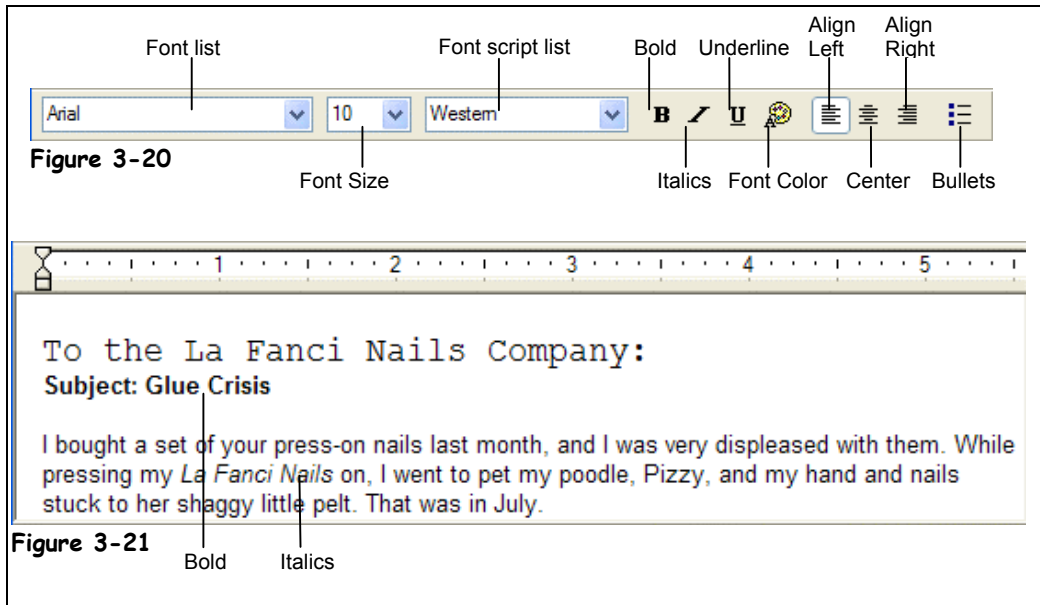 Font list
Font script list
Bold
Underline
Align
Left
Align
Right
Arial
10
Western
B I U
Figure 3-20
Font Size
Italics
Font Color
Center
Bullets
1 2 3 4 5
To the La Fanci Nails Company:
Subject: Glue Crisis
I bought a set of your press-on nails last month, and I was very displeased with them. While
pressing my La Fanci Nails on, I went to pet my poodle, Pizzy, and my hand and nails
stuck to her shaggy little pelt. That was in July.
Figure 3-21
Bold
Italics